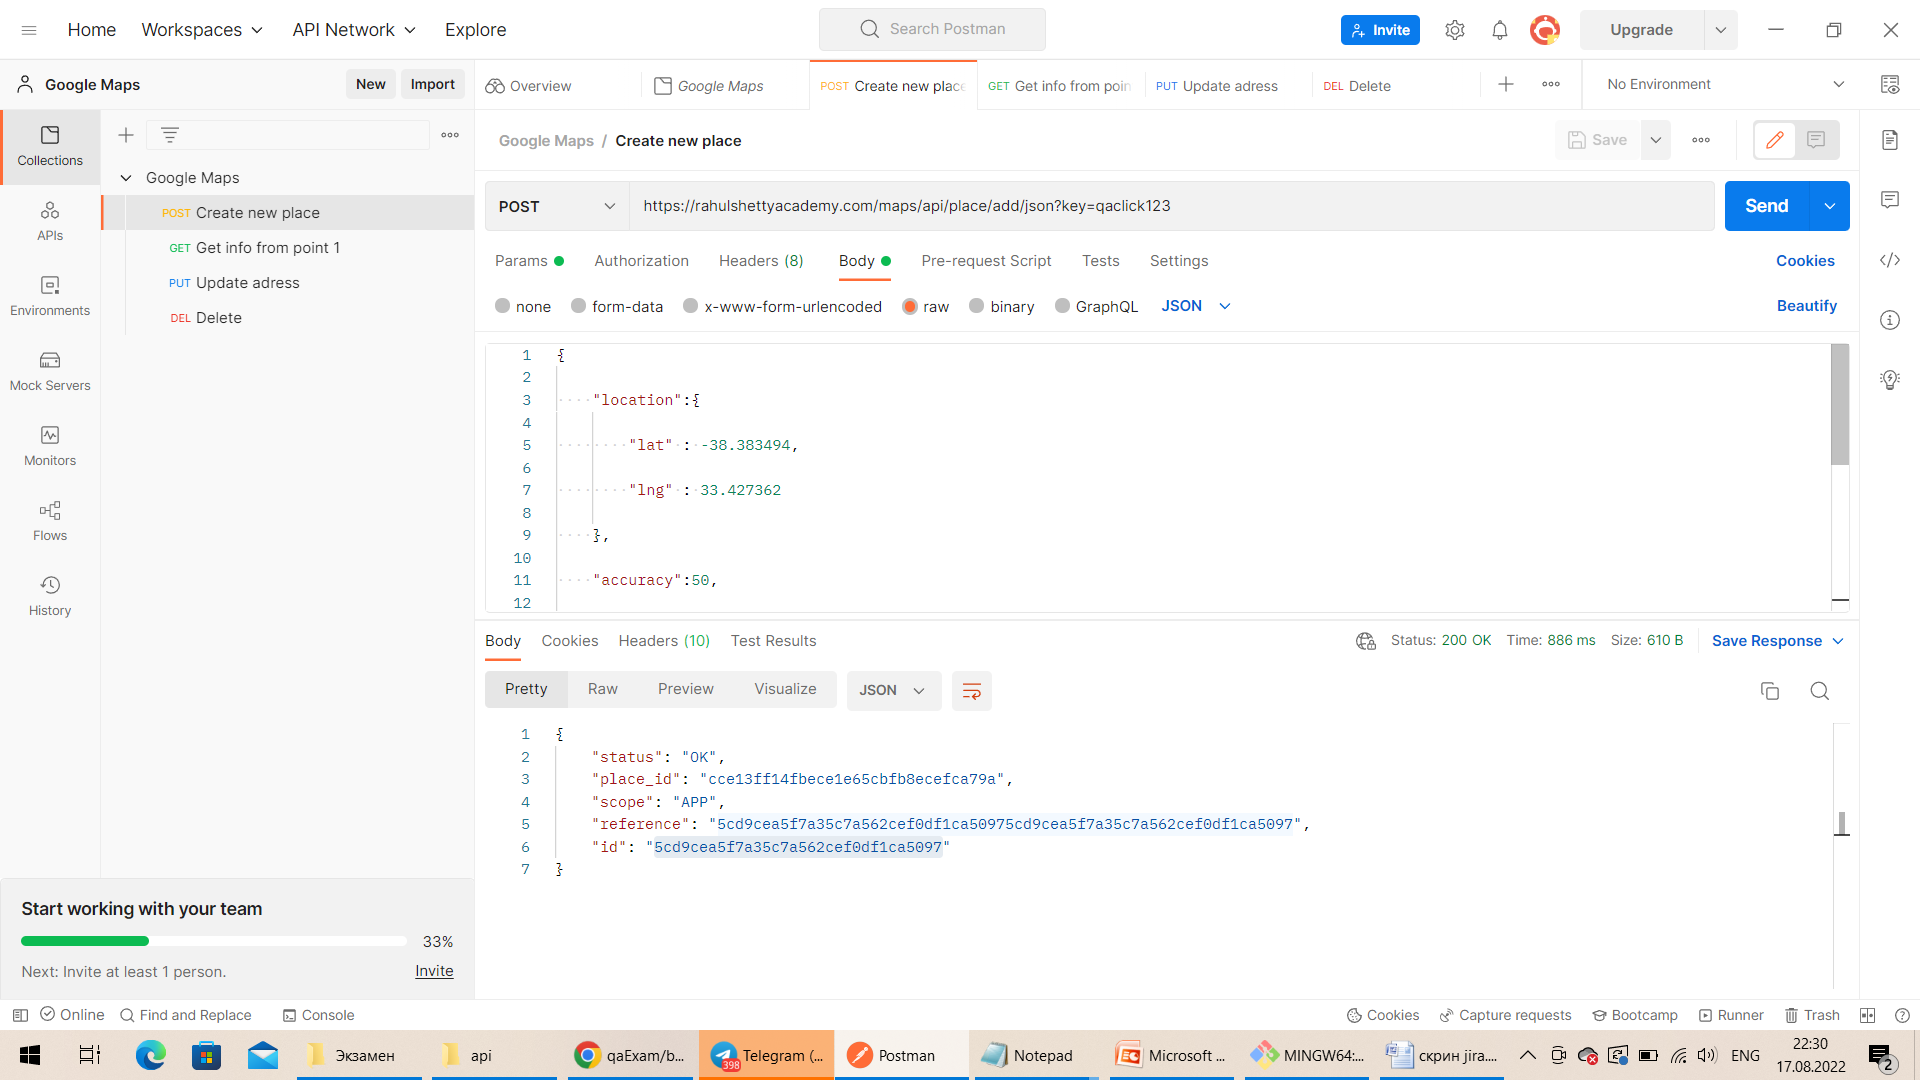 Home Workspaces API Network Explore Search Postman Invite Upgrade
Google Maps New Import
Overview Google Maps POST Create new place GET Get info from poin PUT Update adress DEL Delete No Environment
Google Maps / Create new place Save
Collections
APIs
Environments
Mock Servers
Monitors
Flows
History
Google Maps
POST Create new place
GET Get info from point 1
PUT Update adress
DEL Delete
POST https://rahulshettyacademy.com/maps/api/place/add/json?key=qaclick123 Send
Params Authorization Headers (8) Body Pre-request Script Tests Settings Cookies
none form-data x-www-form-urlencoded raw binary GraphQL JSON Beautify
1 {
2
3 "location":{
4
5 "lat" : -38.383494,
6
7 "lng" : 33.427362
8
9 },
10
11 "accuracy":50,
12
Body Cookies Headers (10) Test Results Status: 200 OK Time: 886 ms Size: 610 B Save Response
Pretty Raw Preview Visualize JSON
1 {
2 "status": "OK",
3 "place_id": "cce13ff14fbece1e65cbfb8ecefca79a",
4 "scope": "APP",
5 "reference": "5cd9cea5f7a35c7a562cef0df1ca50975cd9cea5f7a35c7a562cef0df1ca5097",
6 "id": "5cd9cea5f7a35c7a562cef0df1ca5097"
7 }
Start working with your team
33%
Next: Invite at least 1 person. Invite
Online Find and Replace Console Cookies Capture requests Bootcamp Runner Trash
Экзамен api qaExam/b... 398 Telegram (... Postman Notepad Microsoft ... MINGW64:... скрин jira.... ENG 22:30
17.08.2022 2